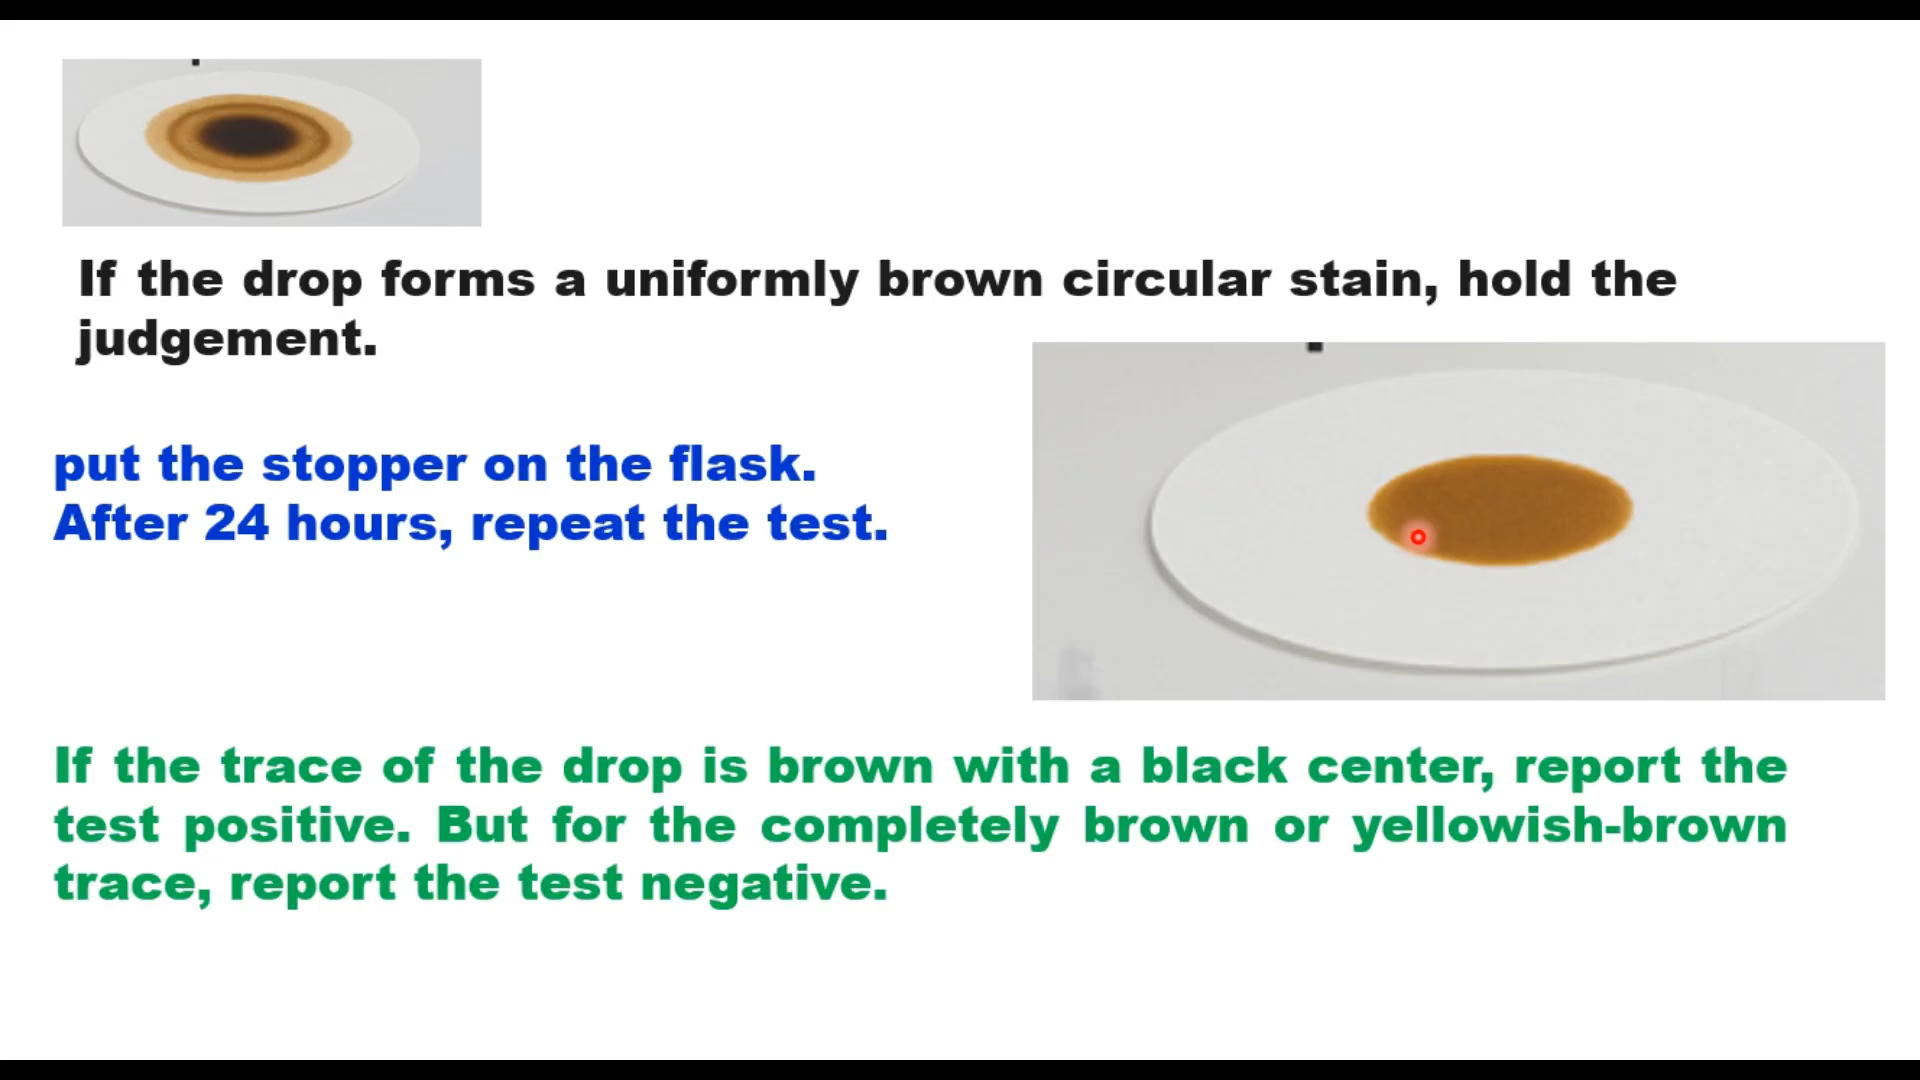 If the drop forms a uniformly brown circular stain, hold the
judgement.
put the stopper on the flask.
After 24 hours, repeat the test.
If the trace of the drop is brown with a black center, report the
test positive. But for the completely brown or yellowish-brown
trace, report the test negative.